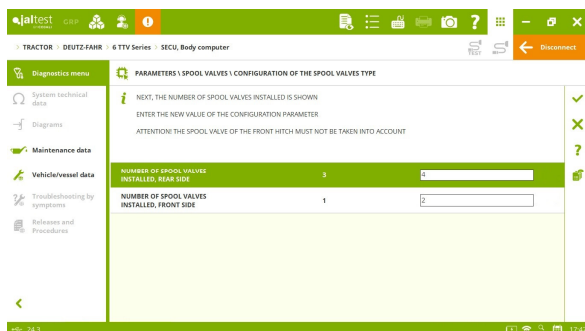 jaltest GRP
?
> TRACTOR > DEUTZ-FAHR > 6 TTV Series > SECU, Body computer
TEST
Disconnect
Diagnostics menu
System technical
data
Diagrams
Maintenance data
Vehicle/vessel data
Troubleshooting by
symptoms
Releases and
Procedures
PARAMETERS \ SPOOL VALVES \ CONFIGURATION OF THE SPOOL VALVES TYPE
i NEXT, THE NUMBER OF SPOOL VALVES INSTALLED IS SHOWN
ENTER THE NEW VALUE OF THE CONFIGURATION PARAMETER
ATTENTION! THE SPOOL VALVE OF THE FRONT HITCH MUST NOT BE TAKEN INTO ACCOUNT
NUMBER OF SPOOL VALVES
INSTALLED, REAR SIDE 3 4
NUMBER OF SPOOL VALVES
INSTALLED, FRONT SIDE 1 2
?
24.3